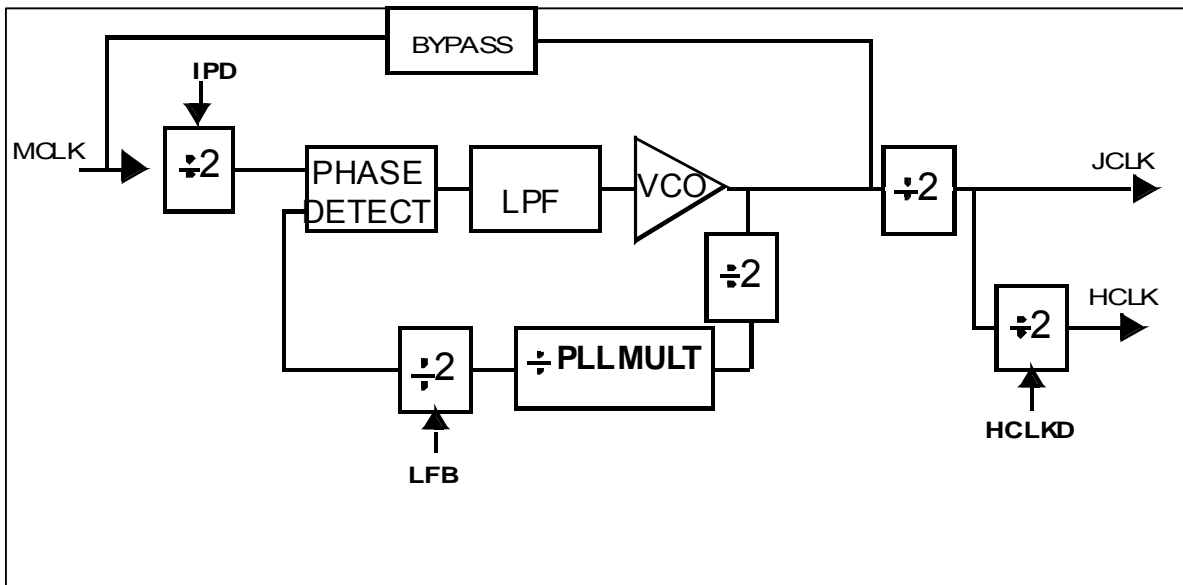 BYPASS
IPD
MCLK
÷2
PHASE
DETECT
LPF
VCO
÷2
JCLK
÷2
HCLK
÷2
÷2
÷PLLMULT
LFB
HCLKD